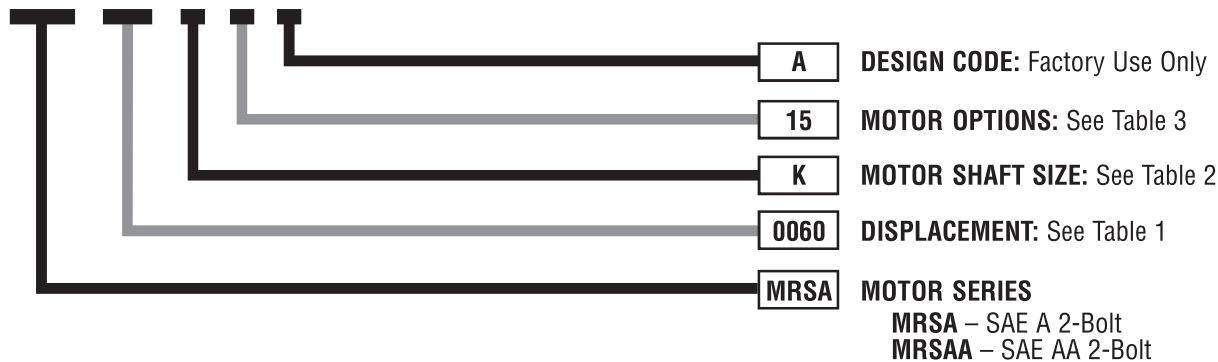 A DESIGN CODE: Factory Use Only
15 MOTOR OPTIONS: See Table 3
K MOTOR SHAFT SIZE: See Table 2
0060 DISPLACEMENT: See Table 1
MRSA MOTOR SERIES
MRSA – SAE A 2-Bolt
MRSAA – SAE AA 2-Bolt